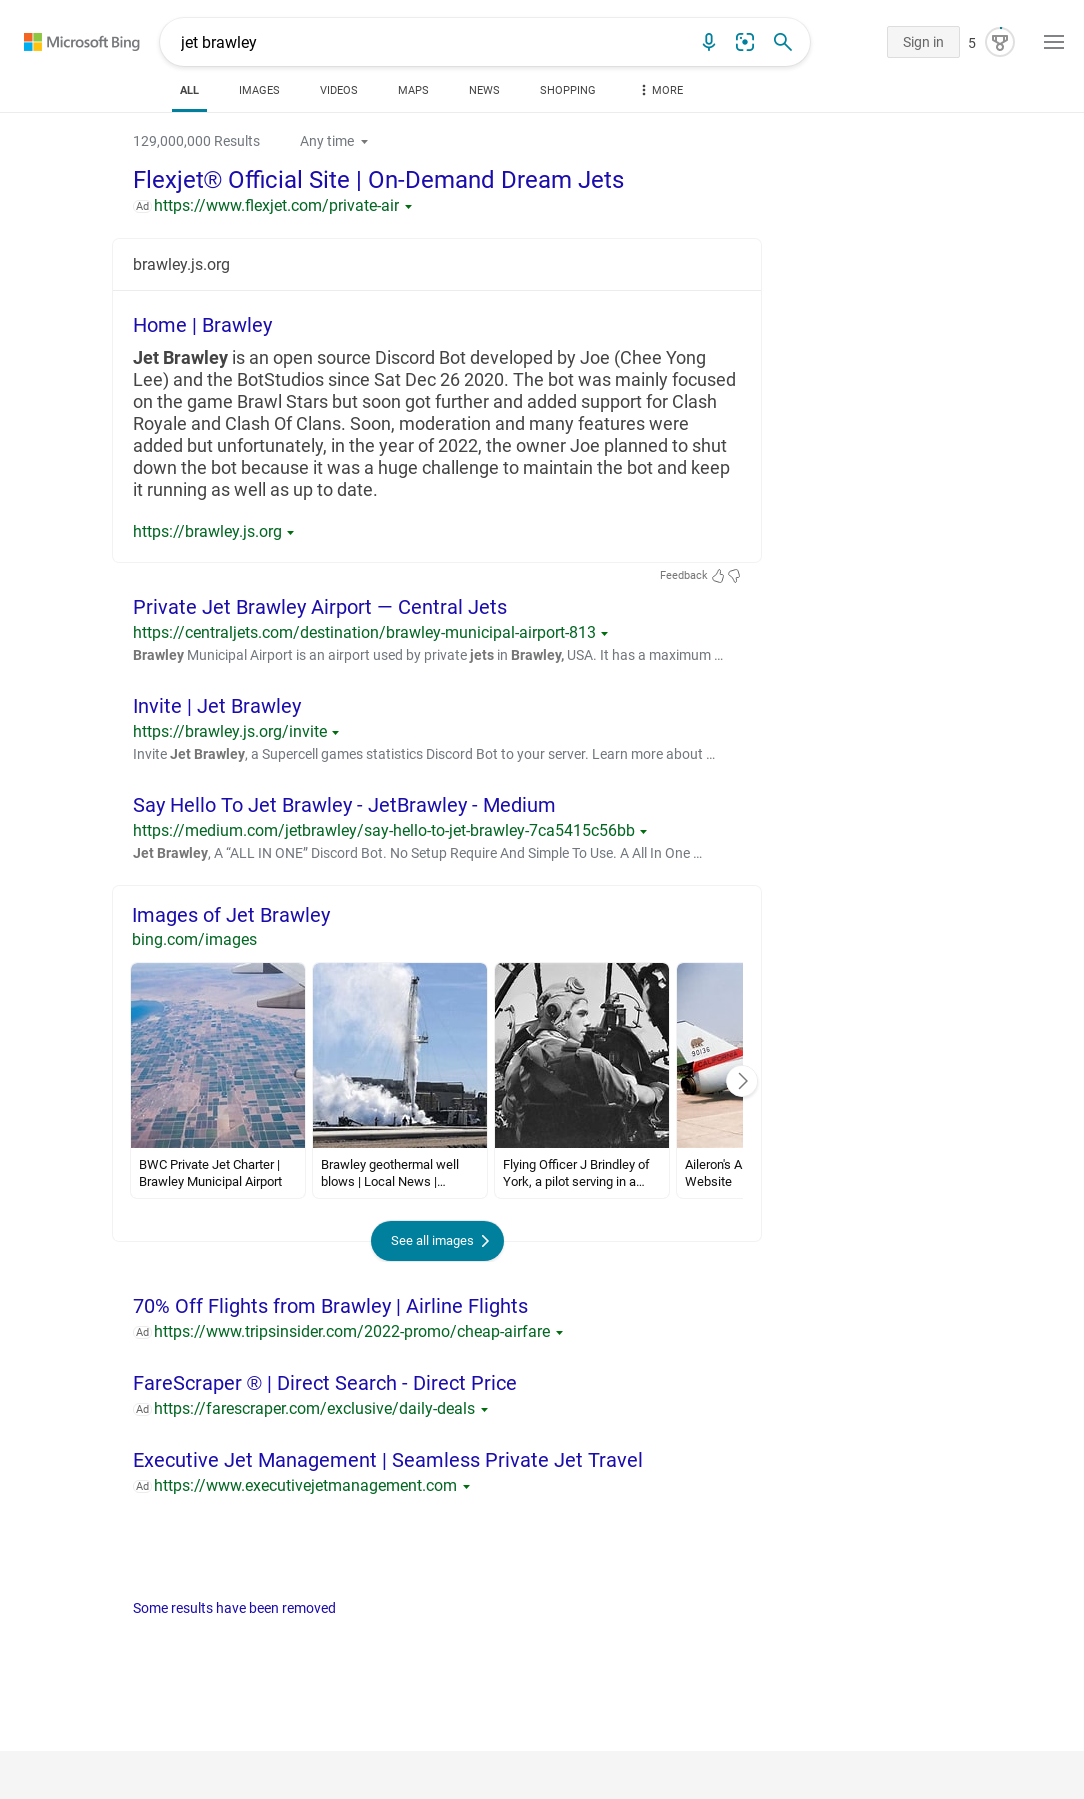 Microsoft Bing
jet brawley
Sign in
5
ALL
IMAGES
VIDEOS
MAPS
NEWS
SHOPPING
MORE
129,000,000 Results
Any time
Flexjet® Official Site | On-Demand Dream Jets
Ad https://www.flexjet.com/private-air
brawley.js.org
Home | Brawley
Jet Brawley is an open source Discord Bot developed by Joe (Chee Yong
Lee) and the BotStudios since Sat Dec 26 2020. The bot was mainly focused
on the game Brawl Stars but soon got further and added support for Clash
Royale and Clash Of Clans. Soon, moderation and many features were
added but unfortunately, in the year of 2022, the owner Joe planned to shut
down the bot because it was a huge challenge to maintain the bot and keep
it running as well as up to date.
https://brawley.js.org
Feedback
Private Jet Brawley Airport — Central Jets
https://centraljets.com/destination/brawley-municipal-airport-813
Brawley Municipal Airport is an airport used by private jets in Brawley, USA. It has a maximum …
Invite | Jet Brawley
https://brawley.js.org/invite
Invite Jet Brawley, a Supercell games statistics Discord Bot to your server. Learn more about …
Say Hello To Jet Brawley - JetBrawley - Medium
https://medium.com/jetbrawley/say-hello-to-jet-brawley-7ca5415c56bb
Jet Brawley, A “ALL IN ONE” Discord Bot. No Setup Require And Simple To Use. A All In One …
Images of Jet Brawley
bing.com/images
90136
CALIFORNIA
BWC Private Jet Charter |
Brawley Municipal Airport
Brawley geothermal well
blows | Local News |…
Flying Officer J Brindley of
York, a pilot serving in a…
Aileron's A
Website
See all images
70% Off Flights from Brawley | Airline Flights
Ad https://www.tripsinsider.com/2022-promo/cheap-airfare
FareScraper ® | Direct Search - Direct Price
Ad https://farescraper.com/exclusive/daily-deals
Executive Jet Management | Seamless Private Jet Travel
Ad https://www.executivejetmanagement.com
Some results have been removed